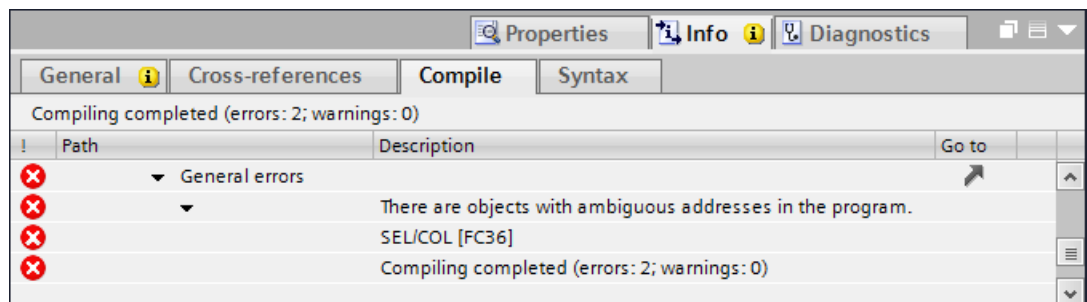 Properties Info Diagnostics
General Cross-references Compile Syntax
Compiling completed (errors: 2; warnings: 0)
! Path Description Go to
General errors
There are objects with ambiguous addresses in the program.
SEL/COL [FC36]
Compiling completed (errors: 2; warnings: 0)